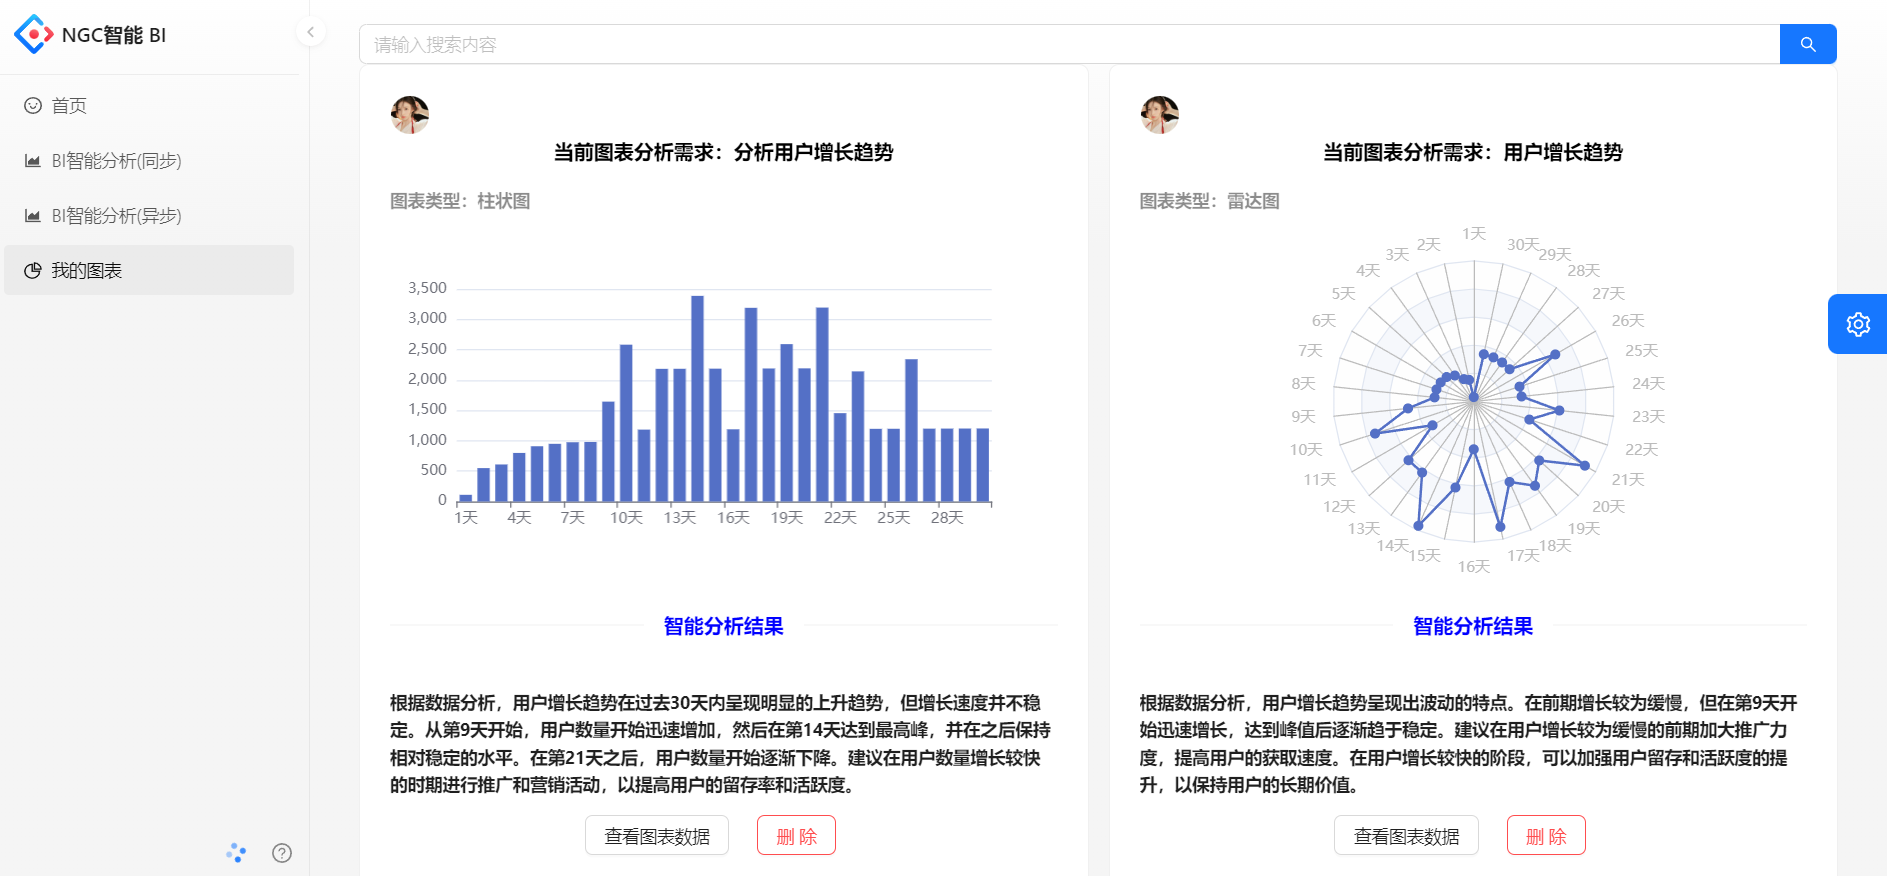 NGC智能 BI
首页
BI智能分析(同步)
BI智能分析(异步)
我的图表
请输入搜索内容
当前图表分析需求：分析用户增长趋势
图表类型：柱状图
3,500
3,000
2,500
2,000
1,500
1,000
500
0
1天 4天 7天 10天 13天 16天 19天 22天 25天 28天
智能分析结果
根据数据分析，用户增长趋势在过去30天内呈现明显的上升趋势，但增长速度并不稳
定。从第9天开始，用户数量开始迅速增加，然后在第14天达到最高峰，并在之后保持
相对稳定的水平。在第21天之后，用户数量开始逐渐下降。建议在用户数量增长较快
的时期进行推广和营销活动，以提高用户的留存率和活跃度。
查看图表数据 删 除
当前图表分析需求：用户增长趋势
图表类型：雷达图
1天
2天
3天
4天
5天
6天
7天
8天
9天
10天
11天
12天
13天
14天
15天
16天
17天
18天
19天
20天
21天
22天
23天
24天
25天
26天
27天
28天
29天
30天
智能分析结果
根据数据分析，用户增长趋势呈现出波动的特点。在前期增长较为缓慢，但在第9天开
始迅速增长，达到峰值后逐渐趋于稳定。建议在用户增长较为缓慢的前期加大推广力
度，提高用户的获取速度。在用户增长较快的阶段，可以加强用户留存和活跃度的提
升，以保持用户的长期价值。
查看图表数据 删 除